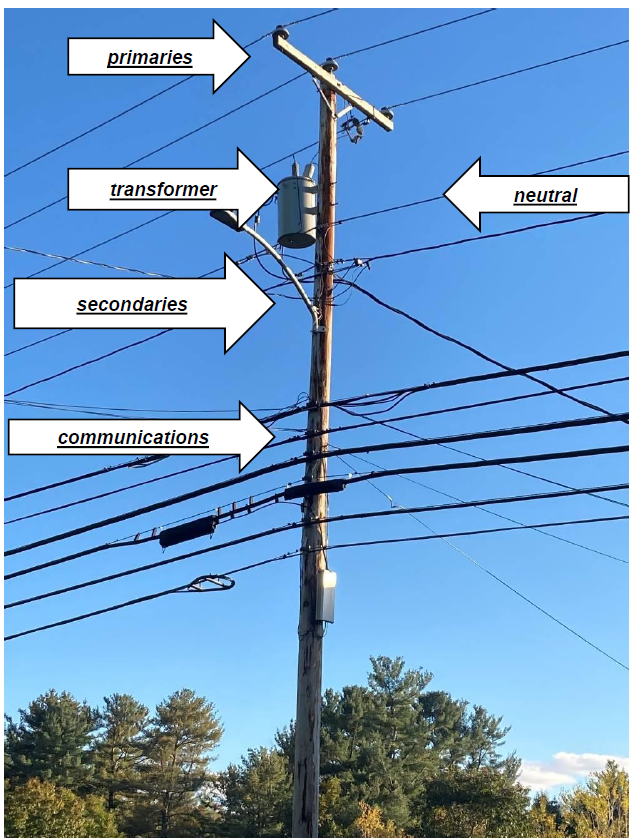 primaries
transformer
neutral
secondaries
communications